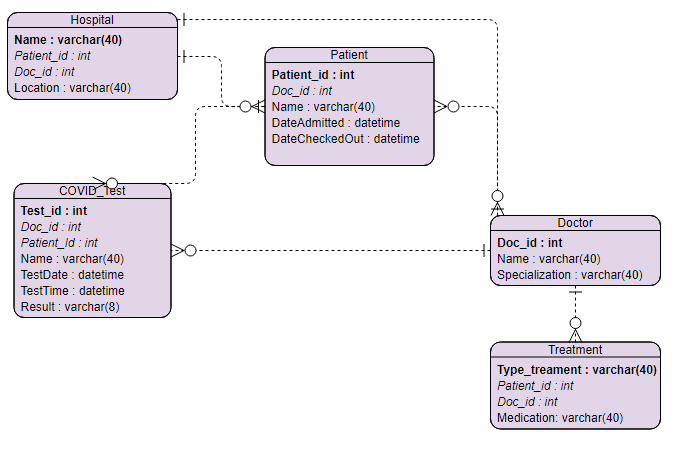 Hospital
Name : varchar(40)
Patient_id : int
Doc_id : int
Location : varchar(40)
Patient
Patient_id : int
Doc_id : int
Name : varchar(40)
DateAdmitted : datetime
DateCheckedOut : datetime
COVID_Test
Test_id : int
Doc_id : int
Patient_Id : int
Name : varchar(40)
TestDate : datetime
TestTime : datetime
Result : varchar(8)
Doctor
Doc_id : int
Name : varchar(40)
Specialization : varchar(40)
Treatment
Type_treament : varchar(40)
Patient_id : int
Doc_id : int
Medication: varchar(40)